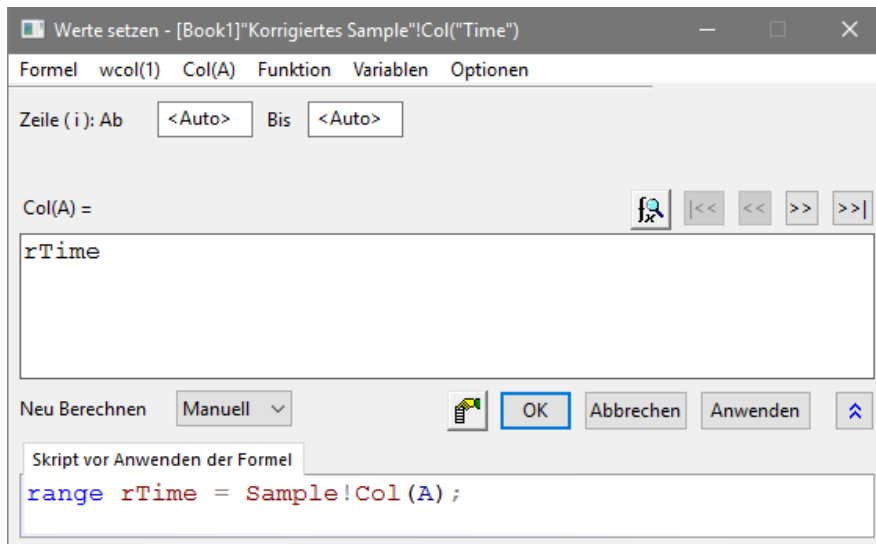 Werte setzen - [Book1]"Korrigiertes Sample"!Col("Time")
Formel wcol(1) Col(A) Funktion Variablen Optionen
Zeile ( i ): Ab <Auto> Bis <Auto>
Col(A) = |<< << >> >>|
rTime
Neu Berechnen Manuell OK Abbrechen Anwenden
Skript vor Anwenden der Formel
range rTime = Sample!Col(A);